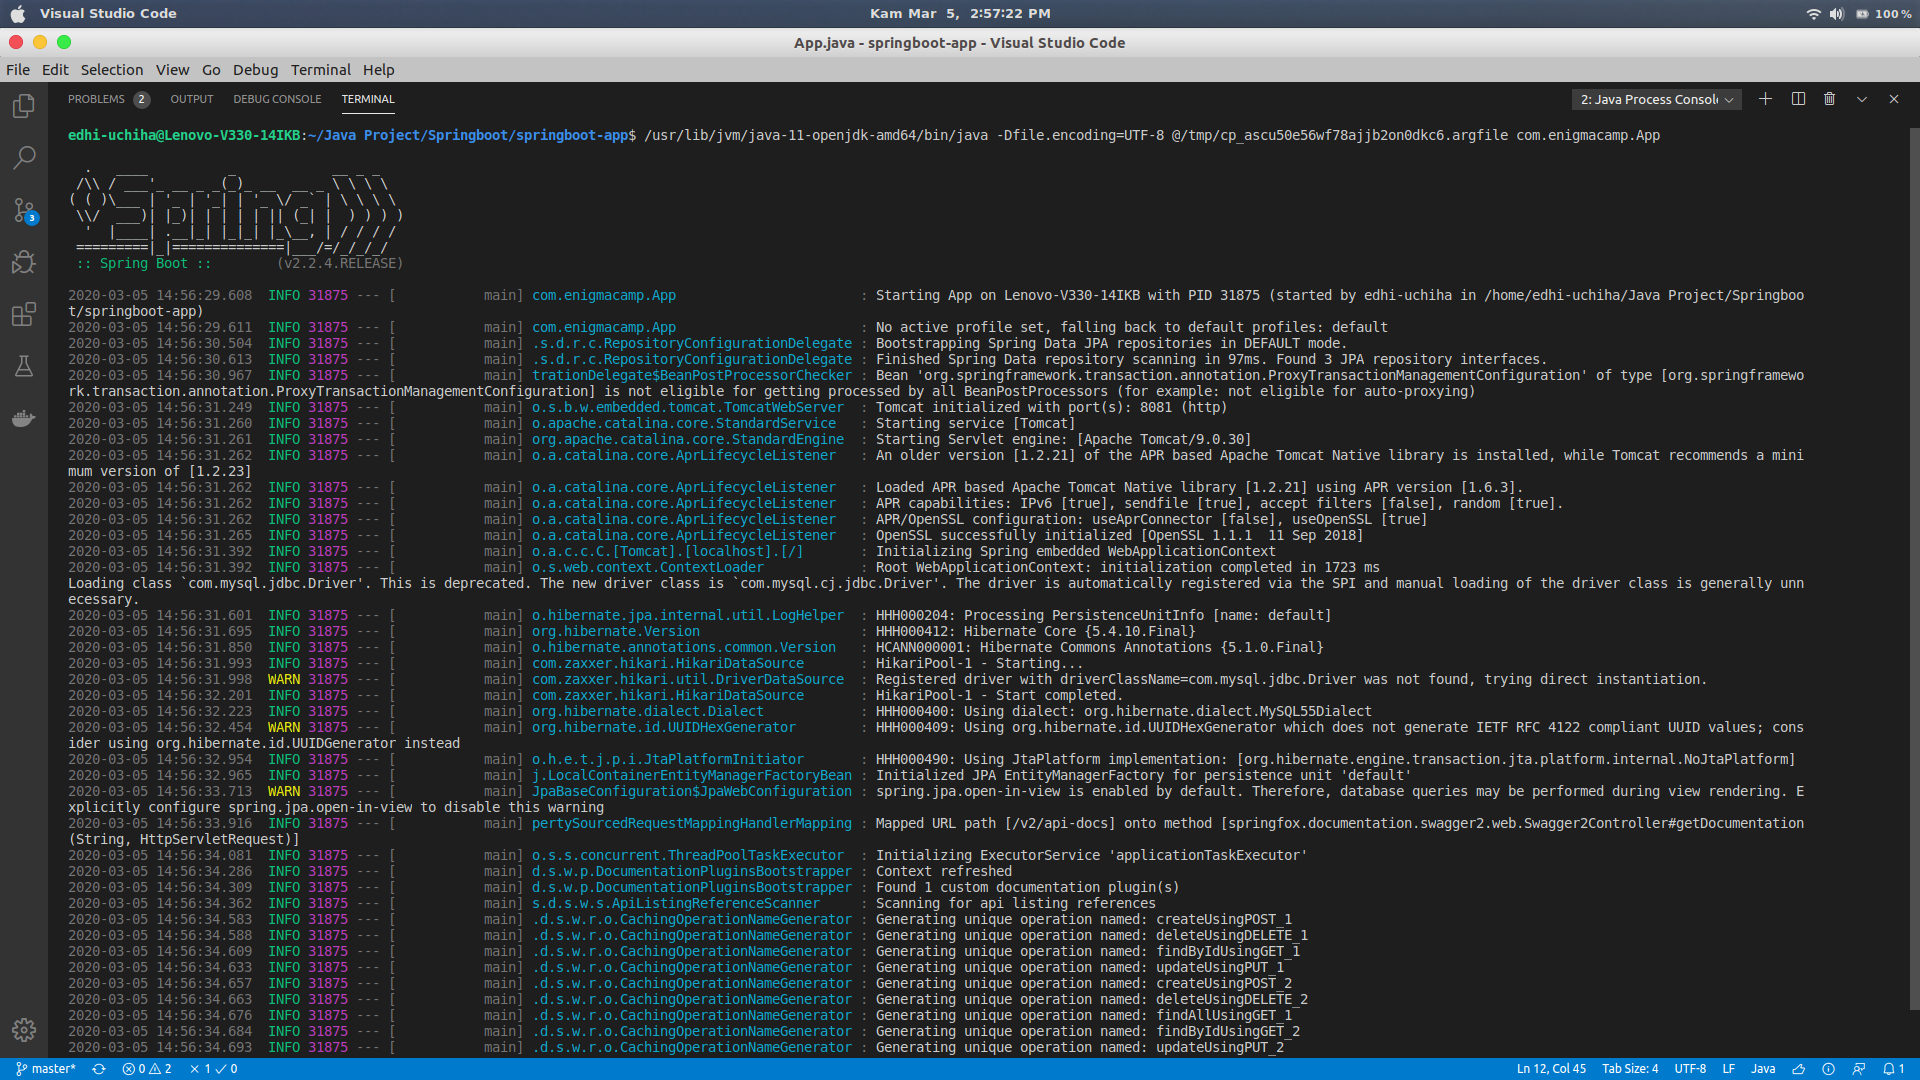 Visual Studio Code
Kam Mar 5, 2:57:22 PM
100%
App.java - springboot-app - Visual Studio Code
File Edit Selection View Go Debug Terminal Help
PROBLEMS 2 OUTPUT DEBUG CONSOLE TERMINAL
2: Java Process Consol
edhi-uchiha@Lenovo-V330-14IKB:~/Java Project/Springboot/springboot-app$ /usr/lib/jvm/java-11-openjdk-amd64/bin/java -Dfile.encoding=UTF-8 @/tmp/cp_ascu50e56wf78ajjb2on0dkc6.argfile com.enigmacamp.App
  .   ____          _            __ _ _
 /\\ / ___'_ __ _ _(_)_ __  __ _ \ \ \ \
( ( )\___ | '_ | '_| | '_ \/ _` | \ \ \ \
 \\/  ___)| |_)| | | | | || (_| |  ) ) ) )
  '  |____| .__|_| |_|_| |_\__, | / / / /
 =========|_|==============|___/=/_/_/_/
 :: Spring Boot ::        (v2.2.4.RELEASE)
2020-03-05 14:56:29.608  INFO 31875 --- [           main] com.enigmacamp.App                       : Starting App on Lenovo-V330-14IKB with PID 31875 (started by edhi-uchiha in /home/edhi-uchiha/Java Project/Springboo
t/springboot-app)
2020-03-05 14:56:29.611  INFO 31875 --- [           main] com.enigmacamp.App                       : No active profile set, falling back to default profiles: default
2020-03-05 14:56:30.504  INFO 31875 --- [           main] .s.d.r.c.RepositoryConfigurationDelegate : Bootstrapping Spring Data JPA repositories in DEFAULT mode.
2020-03-05 14:56:30.613  INFO 31875 --- [           main] .s.d.r.c.RepositoryConfigurationDelegate : Finished Spring Data repository scanning in 97ms. Found 3 JPA repository interfaces.
2020-03-05 14:56:30.967  INFO 31875 --- [           main] trationDelegate$BeanPostProcessorChecker : Bean 'org.springframework.transaction.annotation.ProxyTransactionManagementConfiguration' of type [org.springframewo
rk.transaction.annotation.ProxyTransactionManagementConfiguration] is not eligible for getting processed by all BeanPostProcessors (for example: not eligible for auto-proxying)
2020-03-05 14:56:31.249  INFO 31875 --- [           main] o.s.b.w.embedded.tomcat.TomcatWebServer  : Tomcat initialized with port(s): 8081 (http)
2020-03-05 14:56:31.260  INFO 31875 --- [           main] o.apache.catalina.core.StandardService   : Starting service [Tomcat]
2020-03-05 14:56:31.261  INFO 31875 --- [           main] org.apache.catalina.core.StandardEngine  : Starting Servlet engine: [Apache Tomcat/9.0.30]
2020-03-05 14:56:31.262  INFO 31875 --- [           main] o.a.catalina.core.AprLifecycleListener   : An older version [1.2.21] of the APR based Apache Tomcat Native library is installed, while Tomcat recommends a mini
mum version of [1.2.23]
2020-03-05 14:56:31.262  INFO 31875 --- [           main] o.a.catalina.core.AprLifecycleListener   : Loaded APR based Apache Tomcat Native library [1.2.21] using APR version [1.6.3].
2020-03-05 14:56:31.262  INFO 31875 --- [           main] o.a.catalina.core.AprLifecycleListener   : APR capabilities: IPv6 [true], sendfile [true], accept filters [false], random [true].
2020-03-05 14:56:31.262  INFO 31875 --- [           main] o.a.catalina.core.AprLifecycleListener   : APR/OpenSSL configuration: useAprConnector [false], useOpenSSL [true]
2020-03-05 14:56:31.265  INFO 31875 --- [           main] o.a.catalina.core.AprLifecycleListener   : OpenSSL successfully initialized [OpenSSL 1.1.1  11 Sep 2018]
2020-03-05 14:56:31.392  INFO 31875 --- [           main] o.a.c.c.C.[Tomcat].[localhost].[/]       : Initializing Spring embedded WebApplicationContext
2020-03-05 14:56:31.392  INFO 31875 --- [           main] o.s.web.context.ContextLoader            : Root WebApplicationContext: initialization completed in 1723 ms
Loading class `com.mysql.jdbc.Driver'. This is deprecated. The new driver class is `com.mysql.cj.jdbc.Driver'. The driver is automatically registered via the SPI and manual loading of the driver class is generally unn
ecessary.
2020-03-05 14:56:31.601  INFO 31875 --- [           main] o.hibernate.jpa.internal.util.LogHelper  : HHH000204: Processing PersistenceUnitInfo [name: default]
2020-03-05 14:56:31.695  INFO 31875 --- [           main] org.hibernate.Version                    : HHH000412: Hibernate Core {5.4.10.Final}
2020-03-05 14:56:31.850  INFO 31875 --- [           main] o.hibernate.annotations.common.Version   : HCANN000001: Hibernate Commons Annotations {5.1.0.Final}
2020-03-05 14:56:31.993  INFO 31875 --- [           main] com.zaxxer.hikari.HikariDataSource       : HikariPool-1 - Starting...
2020-03-05 14:56:31.998  WARN 31875 --- [           main] com.zaxxer.hikari.util.DriverDataSource  : Registered driver with driverClassName=com.mysql.jdbc.Driver was not found, trying direct instantiation.
2020-03-05 14:56:32.201  INFO 31875 --- [           main] com.zaxxer.hikari.HikariDataSource       : HikariPool-1 - Start completed.
2020-03-05 14:56:32.223  INFO 31875 --- [           main] org.hibernate.dialect.Dialect            : HHH000400: Using dialect: org.hibernate.dialect.MySQL55Dialect
2020-03-05 14:56:32.454  WARN 31875 --- [           main] org.hibernate.id.UUIDHexGenerator        : HHH000409: Using org.hibernate.id.UUIDHexGenerator which does not generate IETF RFC 4122 compliant UUID values; cons
ider using org.hibernate.id.UUIDGenerator instead
2020-03-05 14:56:32.954  INFO 31875 --- [           main] o.h.e.t.j.p.i.JtaPlatformInitiator       : HHH000490: Using JtaPlatform implementation: [org.hibernate.engine.transaction.jta.platform.internal.NoJtaPlatform]
2020-03-05 14:56:32.965  INFO 31875 --- [           main] j.LocalContainerEntityManagerFactoryBean : Initialized JPA EntityManagerFactory for persistence unit 'default'
2020-03-05 14:56:33.713  WARN 31875 --- [           main] JpaBaseConfiguration$JpaWebConfiguration : spring.jpa.open-in-view is enabled by default. Therefore, database queries may be performed during view rendering. E
xplicitly configure spring.jpa.open-in-view to disable this warning
2020-03-05 14:56:33.916  INFO 31875 --- [           main] pertySourcedRequestMappingHandlerMapping : Mapped URL path [/v2/api-docs] onto method [springfox.documentation.swagger2.web.Swagger2Controller#getDocumentation
(String, HttpServletRequest)]
2020-03-05 14:56:34.081  INFO 31875 --- [           main] o.s.s.concurrent.ThreadPoolTaskExecutor  : Initializing ExecutorService 'applicationTaskExecutor'
2020-03-05 14:56:34.286  INFO 31875 --- [           main] d.s.w.p.DocumentationPluginsBootstrapper : Context refreshed
2020-03-05 14:56:34.309  INFO 31875 --- [           main] d.s.w.p.DocumentationPluginsBootstrapper : Found 1 custom documentation plugin(s)
2020-03-05 14:56:34.362  INFO 31875 --- [           main] s.d.s.w.s.ApiListingReferenceScanner     : Scanning for api listing references
2020-03-05 14:56:34.583  INFO 31875 --- [           main] .d.s.w.r.o.CachingOperationNameGenerator : Generating unique operation named: createUsingPOST_1
2020-03-05 14:56:34.588  INFO 31875 --- [           main] .d.s.w.r.o.CachingOperationNameGenerator : Generating unique operation named: deleteUsingDELETE_1
2020-03-05 14:56:34.609  INFO 31875 --- [           main] .d.s.w.r.o.CachingOperationNameGenerator : Generating unique operation named: findByIdUsingGET_1
2020-03-05 14:56:34.633  INFO 31875 --- [           main] .d.s.w.r.o.CachingOperationNameGenerator : Generating unique operation named: updateUsingPUT_1
2020-03-05 14:56:34.657  INFO 31875 --- [           main] .d.s.w.r.o.CachingOperationNameGenerator : Generating unique operation named: createUsingPOST_2
2020-03-05 14:56:34.663  INFO 31875 --- [           main] .d.s.w.r.o.CachingOperationNameGenerator : Generating unique operation named: deleteUsingDELETE_2
2020-03-05 14:56:34.676  INFO 31875 --- [           main] .d.s.w.r.o.CachingOperationNameGenerator : Generating unique operation named: findAllUsingGET_1
2020-03-05 14:56:34.684  INFO 31875 --- [           main] .d.s.w.r.o.CachingOperationNameGenerator : Generating unique operation named: findByIdUsingGET_2
2020-03-05 14:56:34.693  INFO 31875 --- [           main] .d.s.w.r.o.CachingOperationNameGenerator : Generating unique operation named: updateUsingPUT_2
3
master* 0 2 1 0
Ln 12, Col 45 Tab Size: 4 UTF-8 LF Java 1